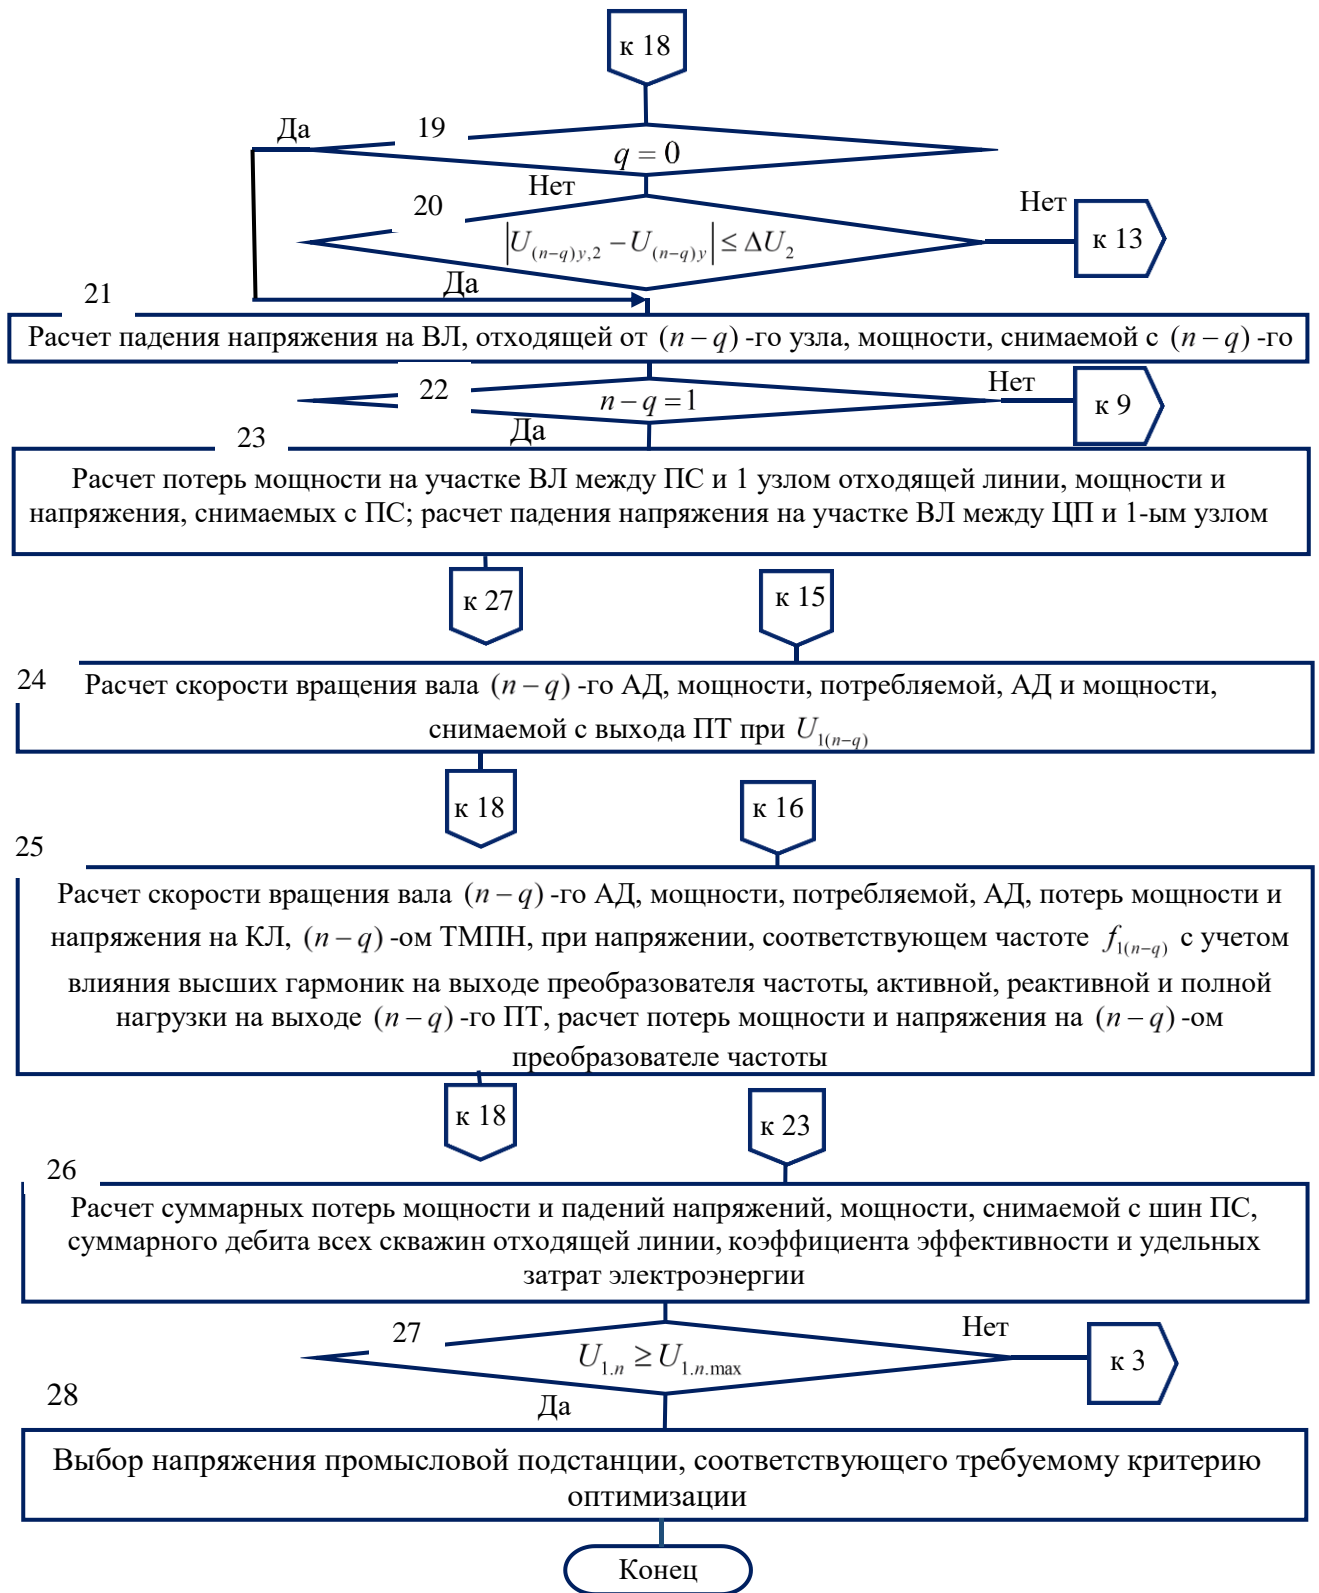 к 18
Да
19
q = 0
Нет
20
Нет
|U(n−q)y,2 − U(n−q)y| ≤ ΔU2
к 13
Да
21
Расчет падения напряжения на ВЛ, отходящей от (n − q) -го узла, мощности, снимаемой с (n − q) -го
22
n − q = 1
Нет
к 9
Да
23
Расчет потерь мощности на участке ВЛ между ПС и 1 узлом отходящей линии, мощности и
напряжения, снимаемых с ПС; расчет падения напряжения на участке ВЛ между ЦП и 1-ым узлом
к 27
к 15
24
Расчет скорости вращения вала (n − q) -го АД, мощности, потребляемой, АД и мощности,
снимаемой с выхода ПТ при U1(n−q)
к 18
к 16
25
Расчет скорости вращения вала (n − q) -го АД, мощности, потребляемой, АД, потерь мощности и
напряжения на КЛ, (n − q) -ом ТМПН, при напряжении, соответствующем частоте f1(n−q) с учетом
влияния высших гармоник на выходе преобразователя частоты, активной, реактивной и полной
нагрузки на выходе (n − q) -го ПТ, расчет потерь мощности и напряжения на (n − q) -ом
преобразователе частоты
к 18
к 23
26
Расчет суммарных потерь мощности и падений напряжений, мощности, снимаемой с шин ПС,
суммарного дебита всех скважин отходящей линии, коэффициента эффективности и удельных
затрат электроэнергии
27
U1.n ≥ U1.n.max
Нет
к 3
28
Да
Выбор напряжения промысловой подстанции, соответствующего требуемому критерию
оптимизации
Конец